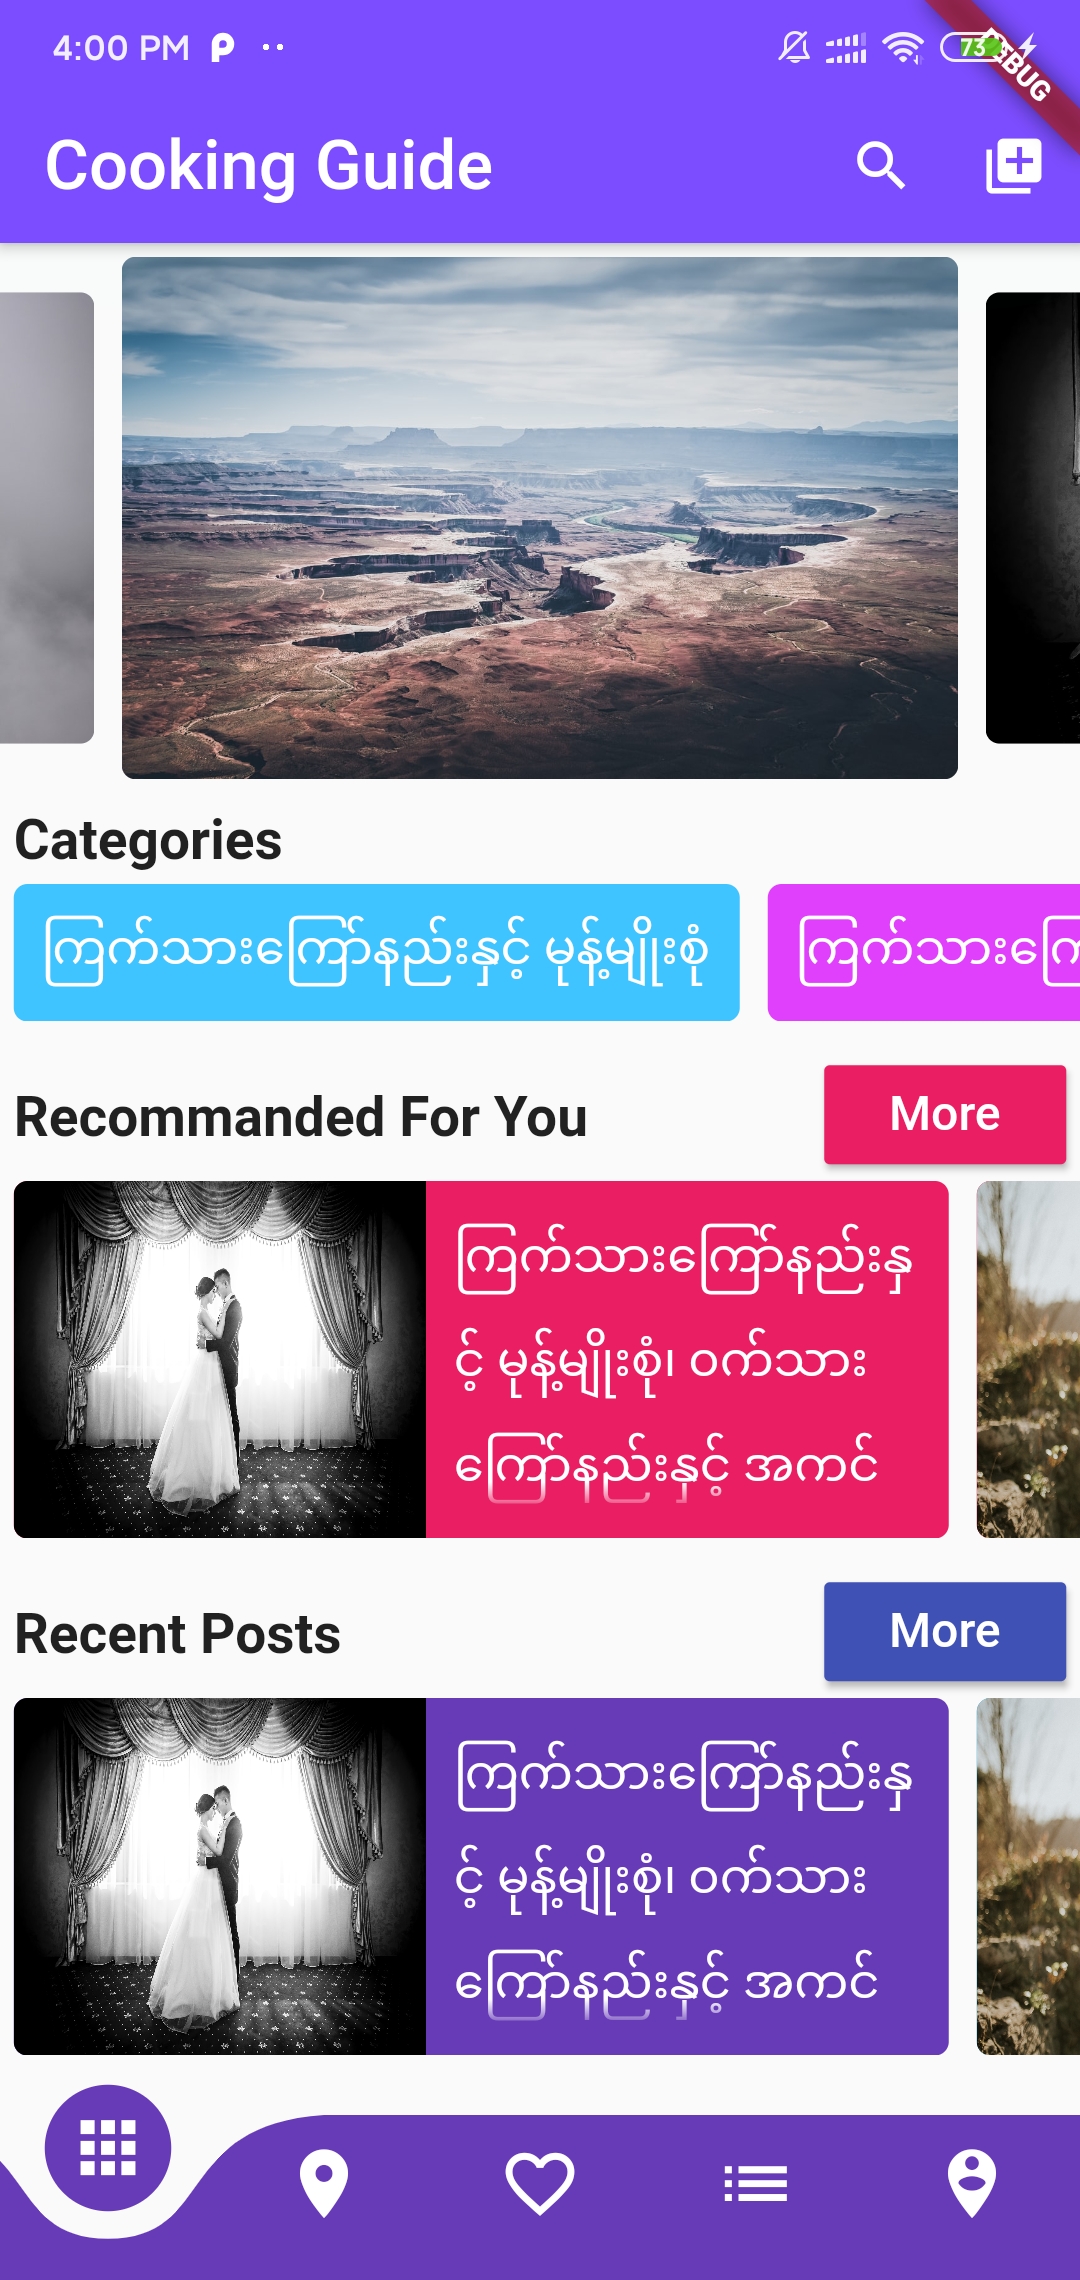 4:00 PM
73
DEBUG
Cooking Guide
Categories
ကြက်သားကြော်နည်းနှင့် မုန့်မျိုးစုံ
ကြက်သားကြေ
Recommanded For You
More
ကြက်သားကြော်နည်းနှ
င့် မုန့်မျိုးစုံ၊ ဝက်သား
ကြော်နည်းနှင့် အကင်
Recent Posts
More
ကြက်သားကြော်နည်းနှ
င့် မုန့်မျိုးစုံ၊ ဝက်သား
ကြော်နည်းနှင့် အကင်